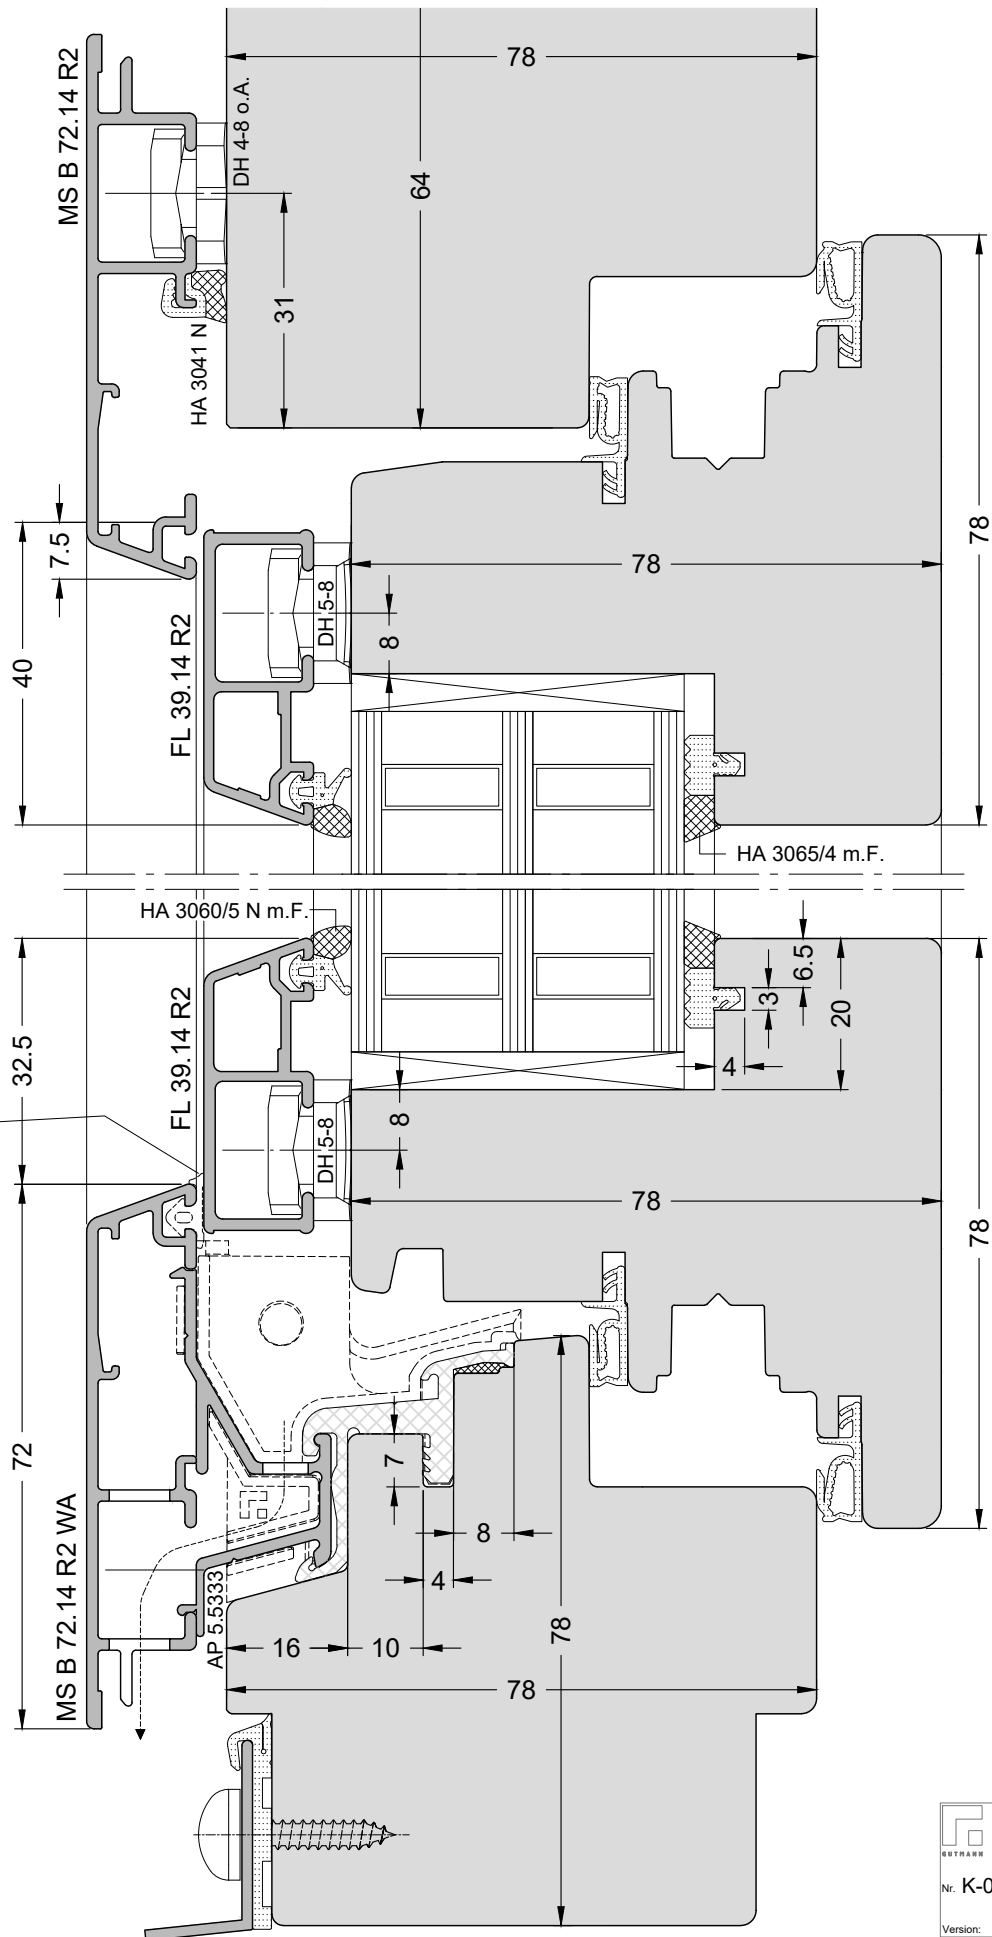 78
MS B 72.14 R2
DH 4-8 o.A.
64
31
HA 3041 N
7.5
78
78
DH 5-8
8
40
FL 39.14 R2
HA 3065/4 m.F.
HA 3060/5 N m.F.
6.5
3
20
4
32.5
FL 39.14 R2
8
DH 5-8
78
78
72
7
8
4
MS B 72.14 R2 WA
AP 5.5333
78
16
10
78
GUTMANN
Nr. K-0
Version: